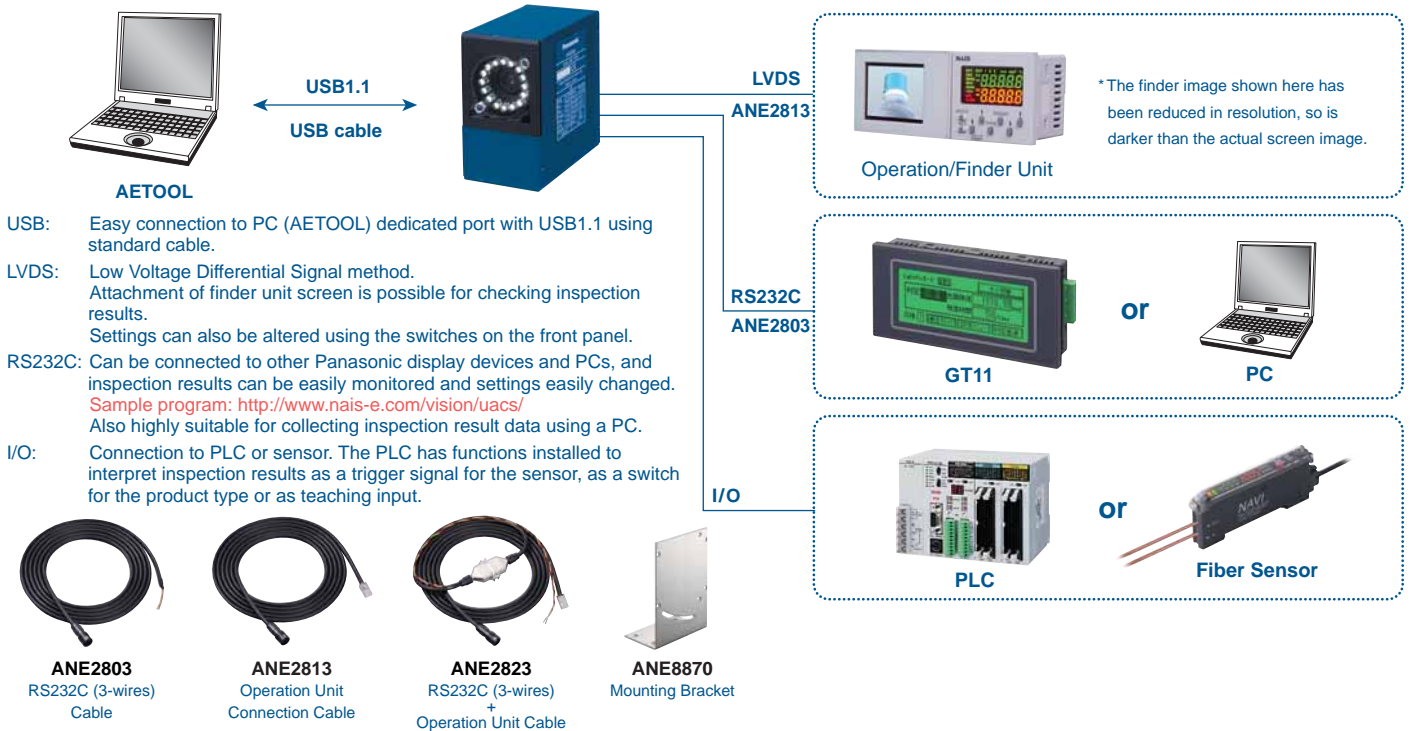 USB1.1
USB cable
AETOOL
Panasonic
LVDS
ANE2813
NAiS
Operation/Finder Unit
* The finder image shown here has
been reduced in resolution, so is
darker than the actual screen image.
USB: Easy connection to PC (AETOOL) dedicated port with USB1.1 using
standard cable.
LVDS: Low Voltage Differential Signal method.
Attachment of finder unit screen is possible for checking inspection
results.
Settings can also be altered using the switches on the front panel.
RS232C: Can be connected to other Panasonic display devices and PCs, and
inspection results can be easily monitored and settings easily changed.
Sample program: http://www.nais-e.com/vision/uacs/
Also highly suitable for collecting inspection result data using a PC.
I/O: Connection to PLC or sensor. The PLC has functions installed to
interpret inspection results as a trigger signal for the sensor, as a switch
for the product type or as teaching input.
RS232C
ANE2803
GT11
or
PC
I/O
PLC
or
NAVI
Fiber Sensor
ANE2803
RS232C (3-wires)
Cable
ANE2813
Operation Unit
Connection Cable
ANE2823
RS232C (3-wires)
+
Operation Unit Cable
ANE8870
Mounting Bracket